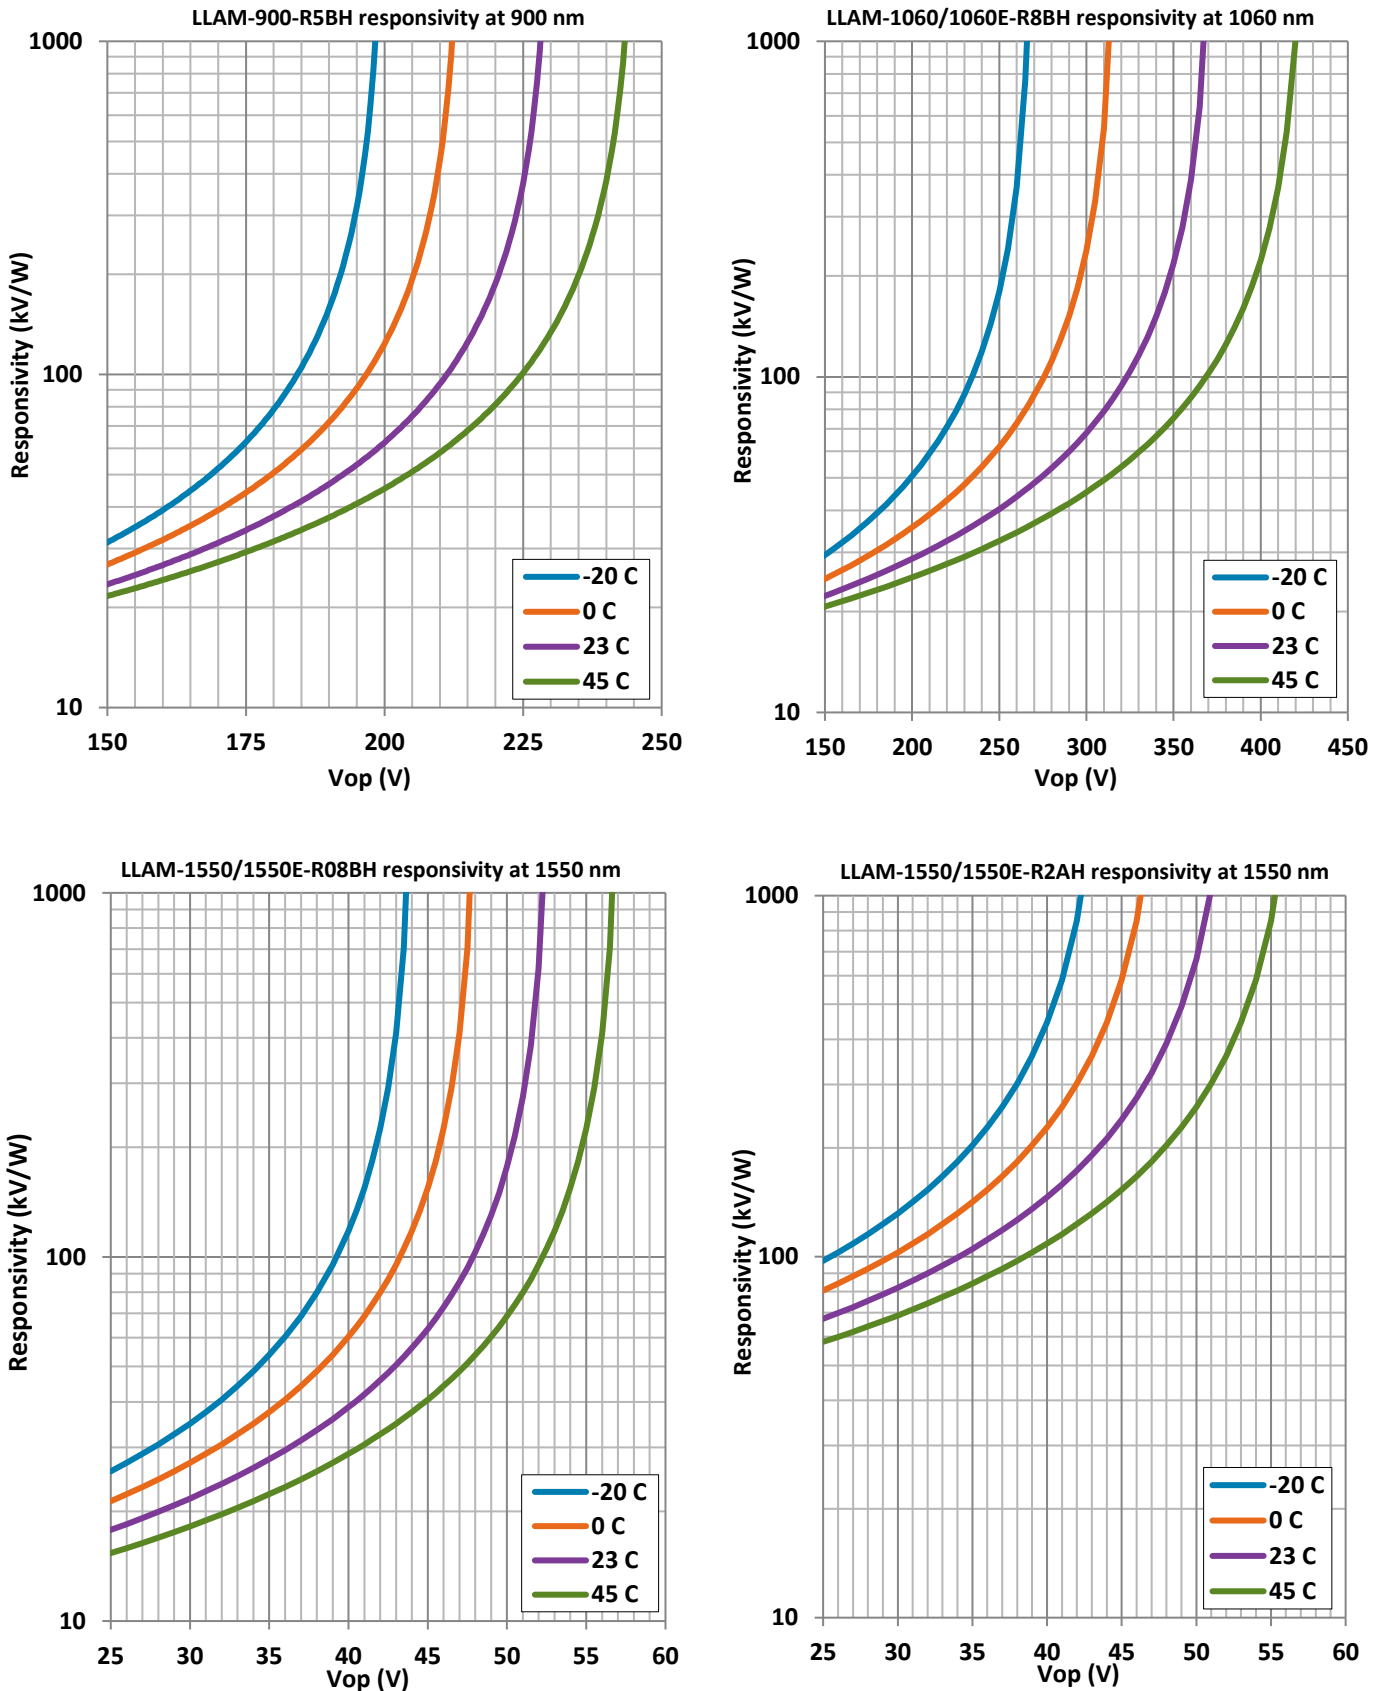 LLAM-900-R5BH responsivity at 900 nm
1000
100
10
Responsivity (kV/W)
150 175 200 225 250
Vop (V)
-20 C
0 C
23 C
45 C
LLAM-1060/1060E-R8BH responsivity at 1060 nm
1000
100
10
Responsivity (kV/W)
150 200 250 300 350 400 450
Vop (V)
-20 C
0 C
23 C
45 C
LLAM-1550/1550E-R08BH responsivity at 1550 nm
1000
100
10
Responsivity (kV/W)
25 30 35 40 45 50 55 60
Vop (V)
-20 C
0 C
23 C
45 C
LLAM-1550/1550E-R2AH responsivity at 1550 nm
1000
100
10
Responsivity (kV/W)
25 30 35 40 45 50 55 60
Vop (V)
-20 C
0 C
23 C
45 C